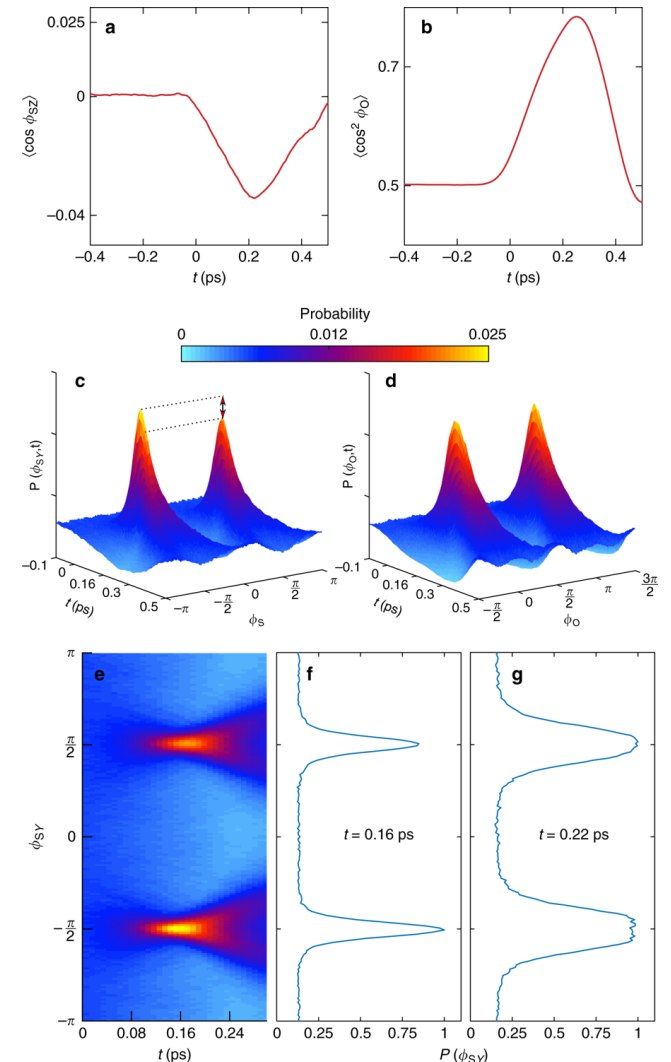 a
0.025
0
−0.04
⟨cos ϕSZ⟩
−0.4 −0.2 0 0.2 0.4
t (ps)
b
0.7
0.5
⟨cos² ϕO⟩
−0.4 −0.2 0 0.2 0.4
t (ps)
Probability
0 0.012 0.025
c
P (ϕSY,t)
−0.1
0
0.16
0.3
0.5
t (ps)
−π
−π/2
0
π/2
π
ϕS
d
P (ϕO,t)
−0.1
0
0.16
0.3
0.5
t (ps)
−π/2
0
π/2
π
3π/2
ϕO
e
π
π/2
0
−π/2
−π
ϕSY
0 0.08 0.16 0.24
t (ps)
f
t = 0.16 ps
0 0.25 0.5 0.75 1
g
t = 0.22 ps
0 0.25 0.5 0.75 1
P (ϕSY)